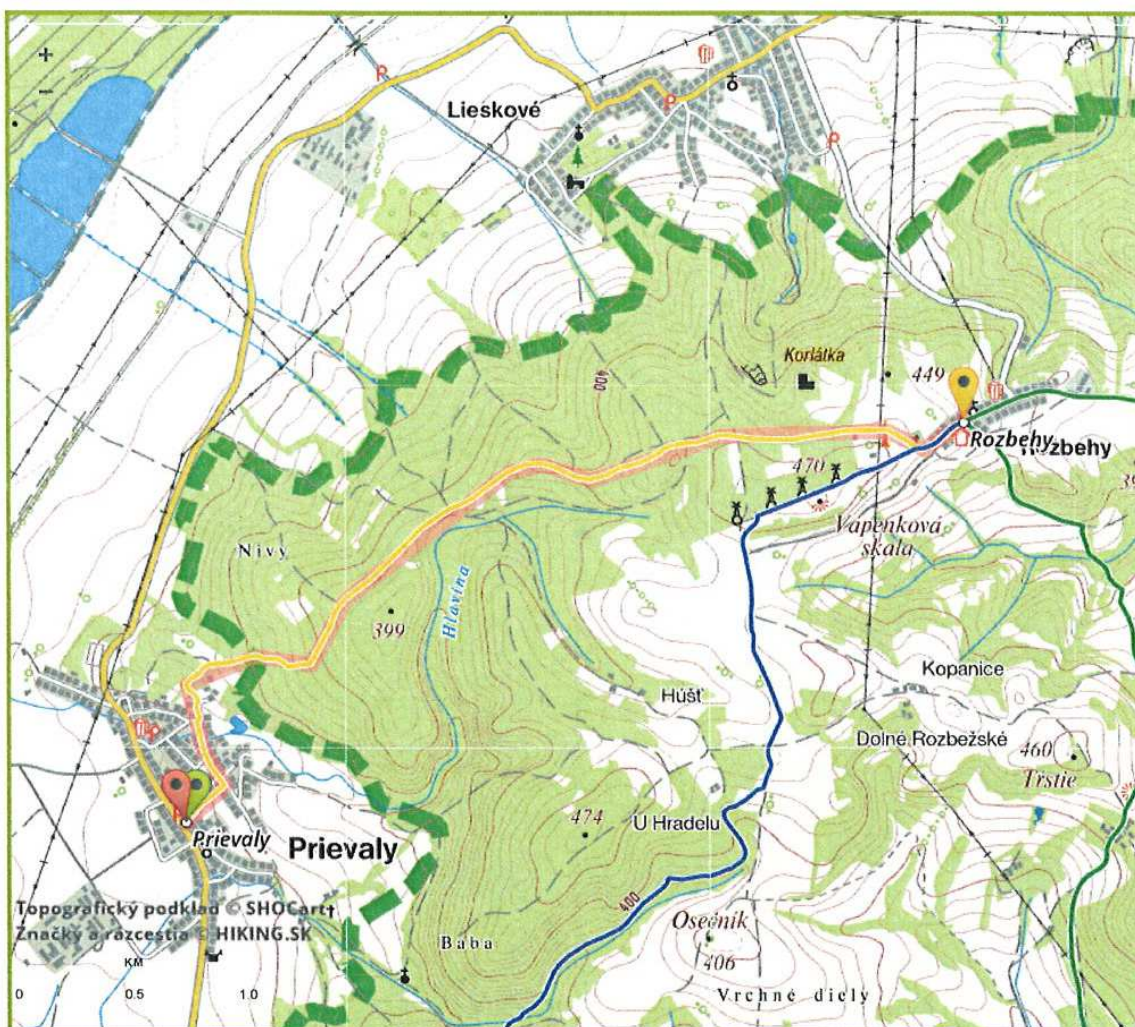 +
−
Lieskové
Korlátka
400
449
Rozbehy
Rozbehy
470
Vápenková
skala
Nivy
399
Hlavina
Kopanice
Húšť
Dolné Rozbežské
460
Tŕstie
474
U Hradelu
Prievaly
Prievaly
Topografický podklad © SHOCart
Značky a rázcestia © HIKING.SK
400
Osečník
406
Baba
Vrchné diely
KM
0
0.5
1.0